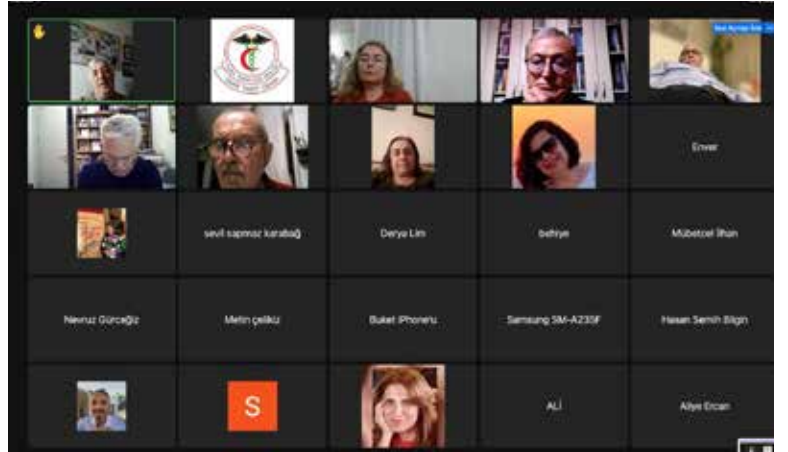 Enver
sevil sapmaz karabağ
Derya Lim
behiye
Mübetcel İlhan
Nevruz Gürceğiz
Metin çelikiz
Buket iPhone'u
Samsung SM-A235F
Hasan Semih Bilgin
S
ALİ
Aliye Ercan